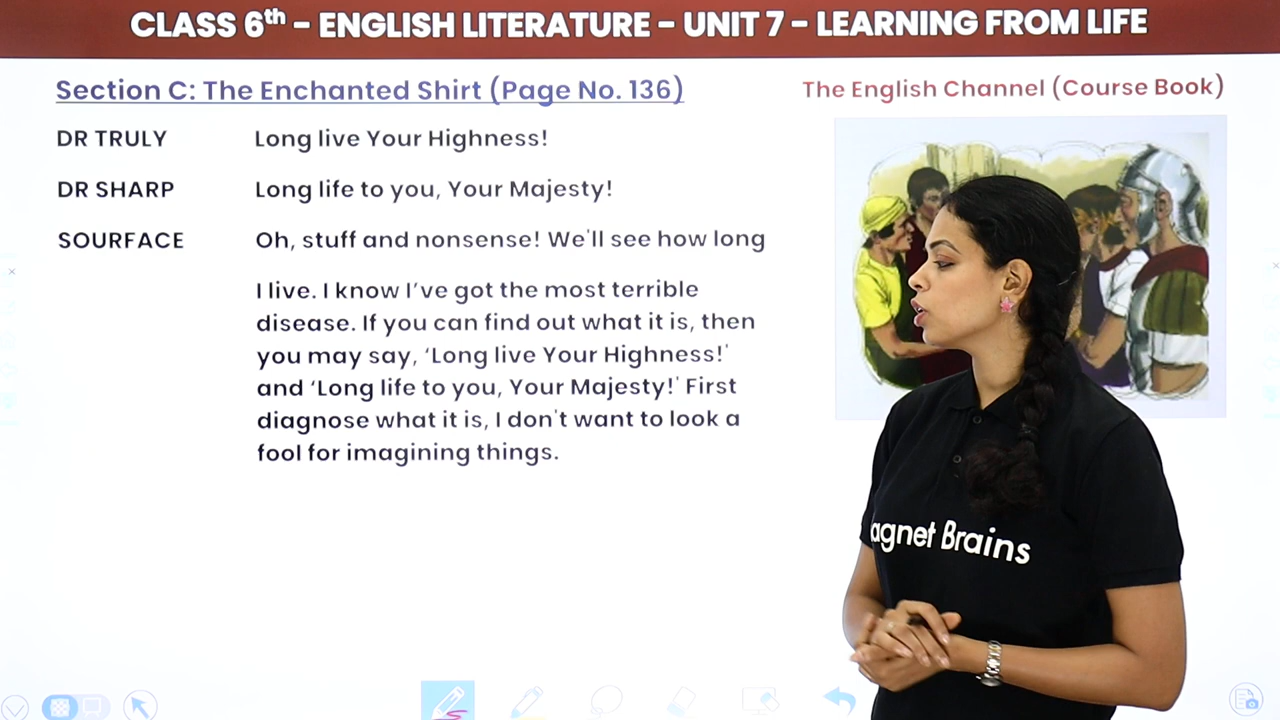 CLASS 6th – ENGLISH LITERATURE – UNIT 7 – LEARNING FROM LIFE
Section C: The Enchanted Shirt (Page No. 136)
The English Channel (Course Book)
DR TRULY Long live Your Highness!
DR SHARP Long life to you, Your Majesty!
SOURFACE Oh, stuff and nonsense! We'll see how long
I live. I know I've got the most terrible
disease. If you can find out what it is, then
you may say, ‘Long live Your Highness!'
and ‘Long life to you, Your Majesty!' First
diagnose what it is, I don't want to look a
fool for imagining things.
agnet Brains